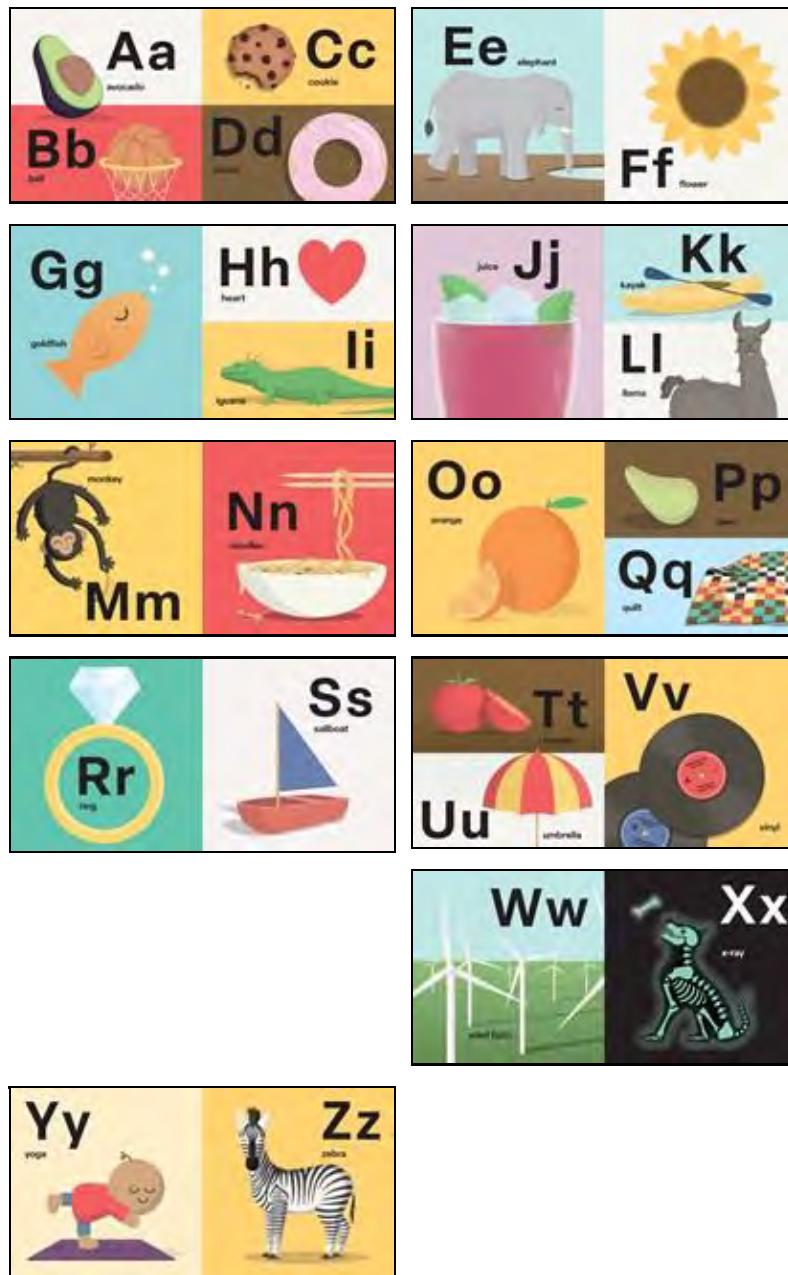 Aa
avocado
Cc
cookie
Bb
ball
Dd
Ee
elephant
Ff
flower
Gg
goldfish
Hh
heart
Ii
iguana
juice
Jj
Kk
kayak
Ll
llama
monkey
Mm
Nn
noodles
Oo
orange
Pp
Qq
quilt
Rr
ring
Ss
sailboat
Tt
Uu
umbrella
Vv
vinyl
Ww
Xx
x-ray
Yy
yoga
Zz
zebra